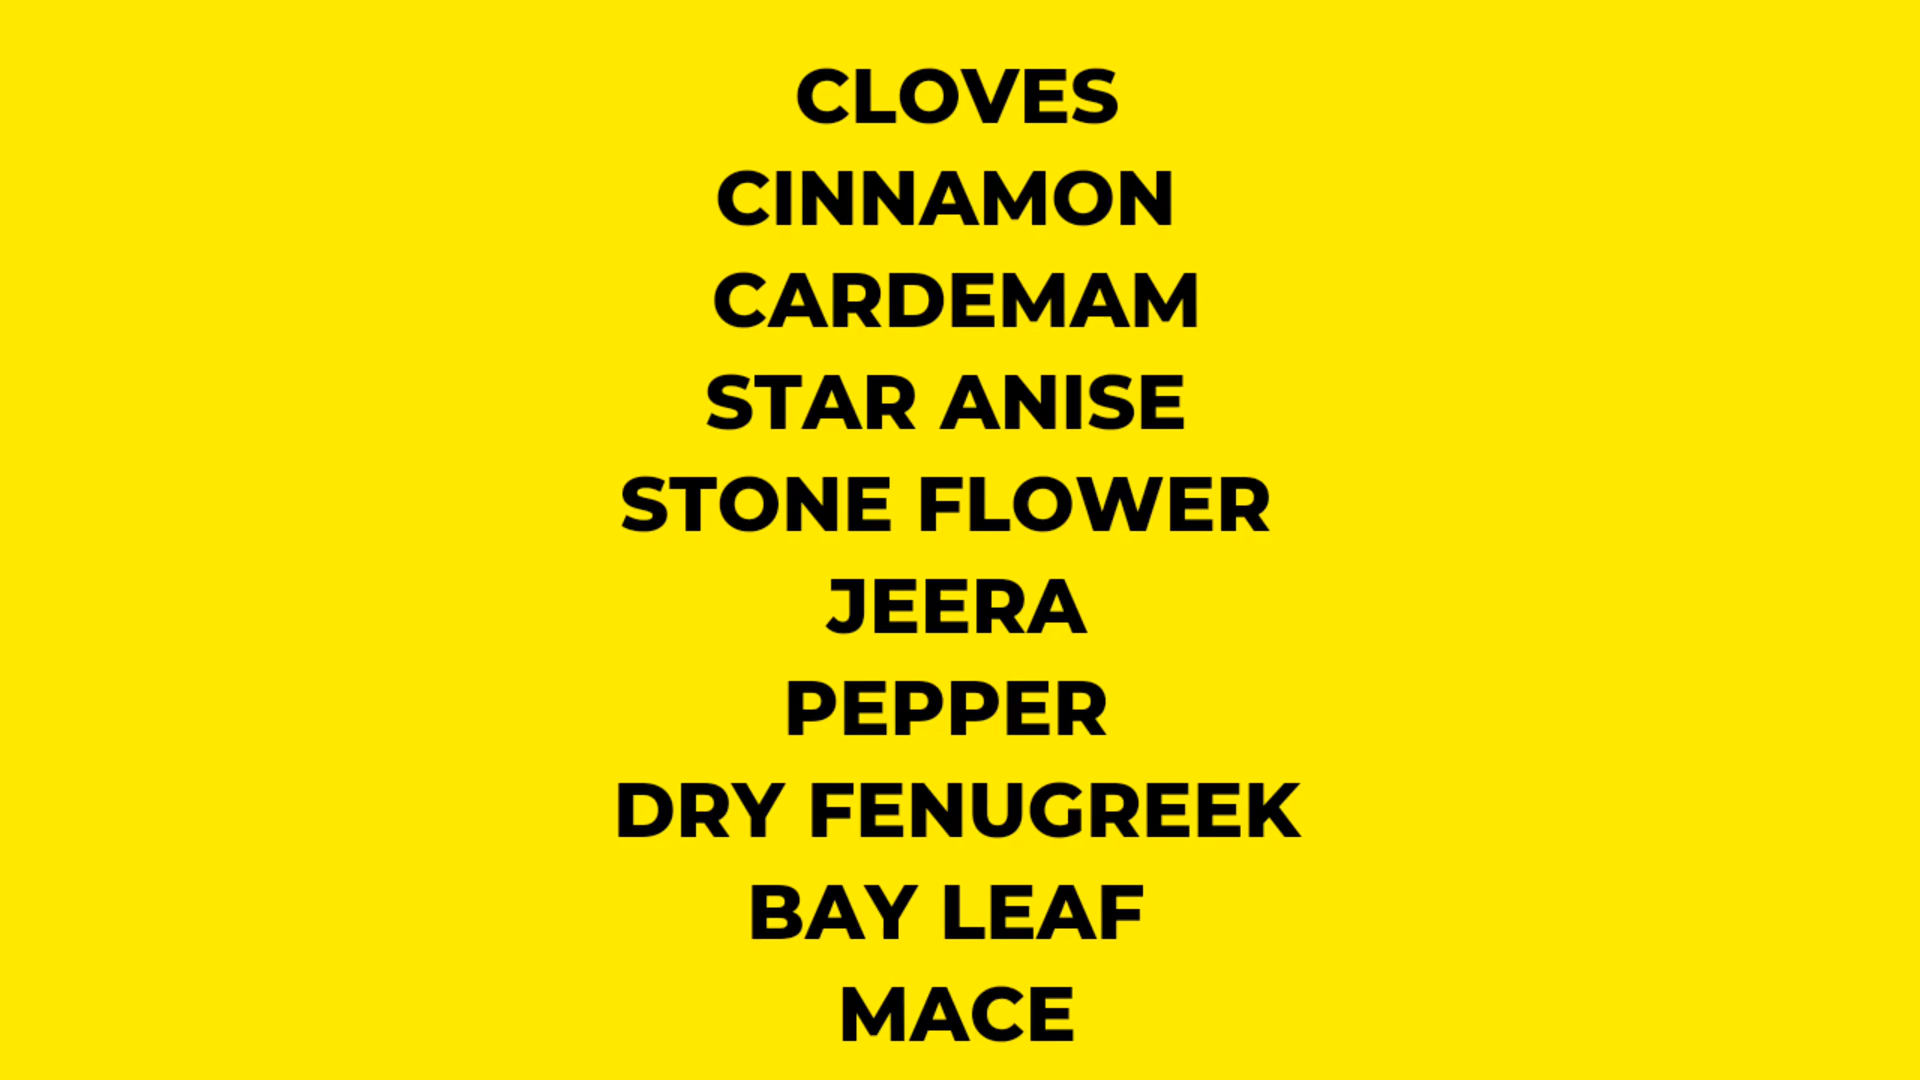 CLOVES
CINNAMON
CARDEMAM
STAR ANISE
STONE FLOWER
JEERA
PEPPER
DRY FENUGREEK
BAY LEAF
MACE